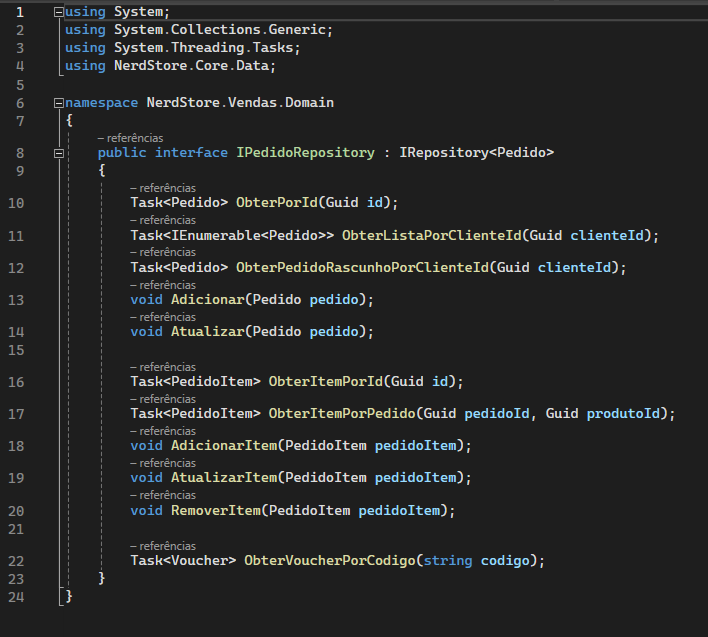 1 using System;
2 using System.Collections.Generic;
3 using System.Threading.Tasks;
4 using NerdStore.Core.Data;
5
6 namespace NerdStore.Vendas.Domain
7 {
– referências
8 public interface IPedidoRepository : IRepository<Pedido>
9 {
– referências
10 Task<Pedido> ObterPorId(Guid id);
– referências
11 Task<IEnumerable<Pedido>> ObterListaPorClienteId(Guid clienteId);
– referências
12 Task<Pedido> ObterPedidoRascunhoPorClienteId(Guid clienteId);
– referências
13 void Adicionar(Pedido pedido);
– referências
14 void Atualizar(Pedido pedido);
15
– referências
16 Task<PedidoItem> ObterItemPorId(Guid id);
– referências
17 Task<PedidoItem> ObterItemPorPedido(Guid pedidoId, Guid produtoId);
– referências
18 void AdicionarItem(PedidoItem pedidoItem);
– referências
19 void AtualizarItem(PedidoItem pedidoItem);
– referências
20 void RemoverItem(PedidoItem pedidoItem);
21
– referências
22 Task<Voucher> ObterVoucherPorCodigo(string codigo);
23 }
24 }